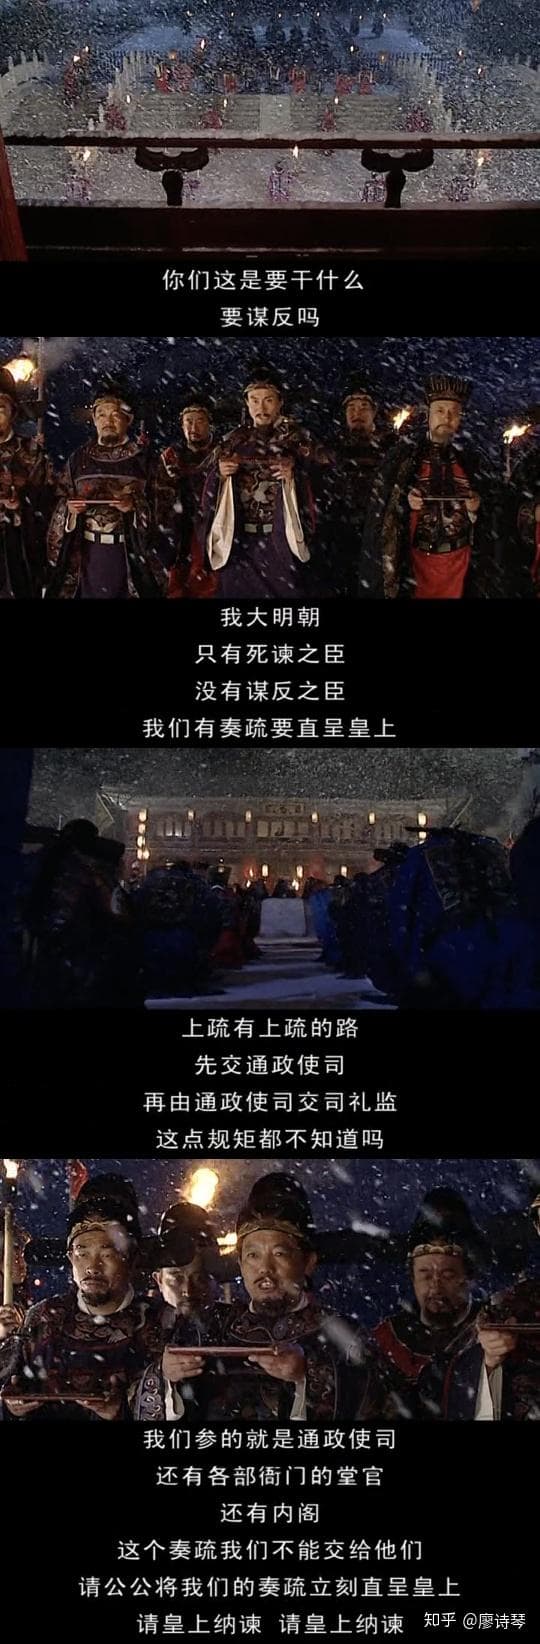 你们这是要干什么
要谋反吗
我大明朝
只有死谏之臣
没有谋反之臣
我们有奏疏要直呈皇上
上疏有上疏的路
先交通政使司
再由通政使司交司礼监
这点规矩都不知道吗
我们参的就是通政使司
还有各部衙门的堂官
还有内阁
这个奏疏我们不能交给他们
请公公将我们的奏疏立刻直呈皇上
请皇上纳谏 请皇上纳谏
知乎 @廖诗琴